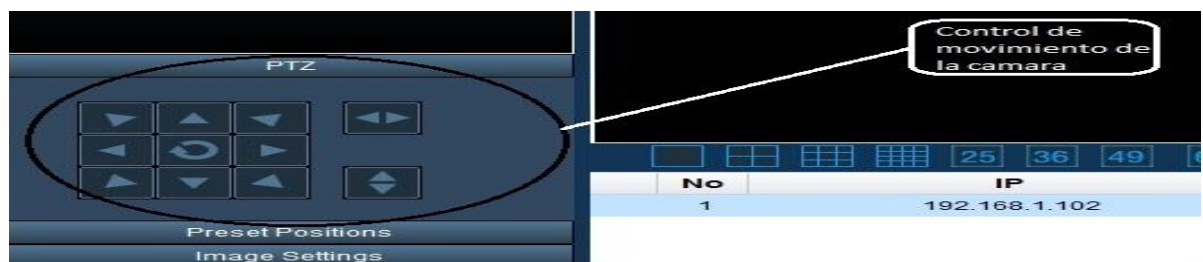 Control de
movimiento de
la camara
PTZ
25 36 49
No IP
1 192.168.1.102
Preset Positions
Image Settings